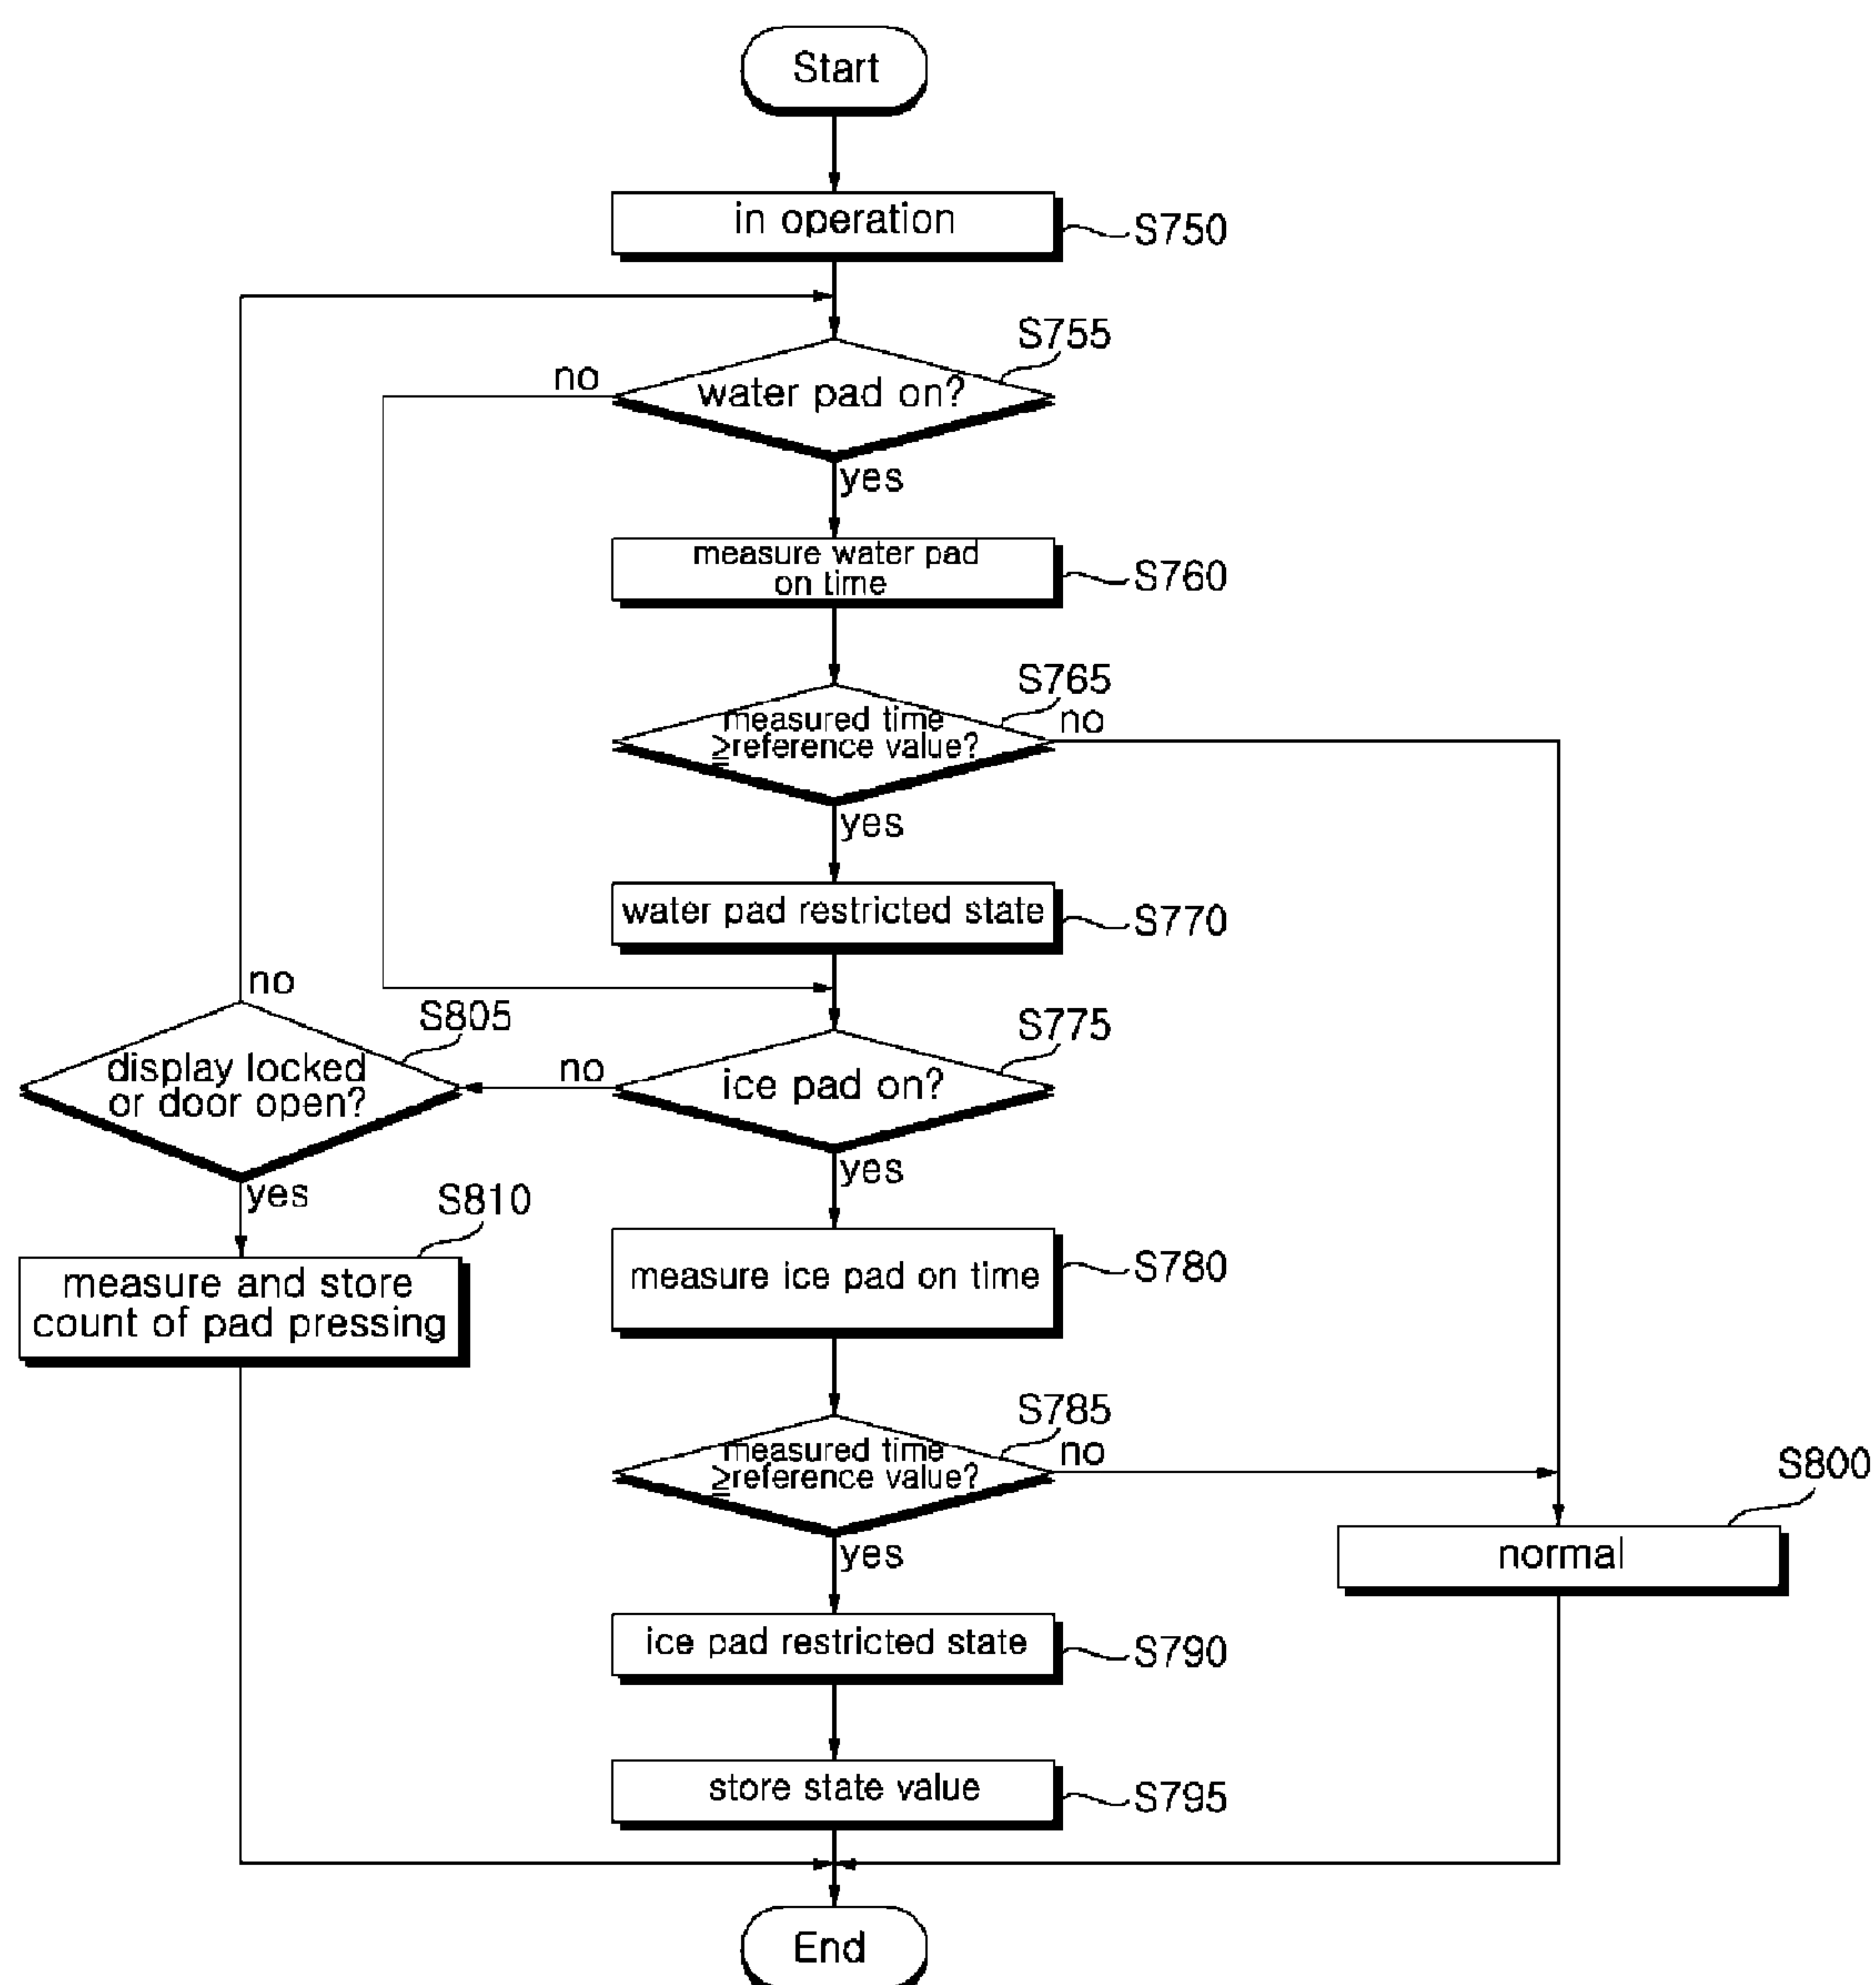 Start
in operation
S750
S755
no
water pad on?
yes
measure water pad
on time
S760
S765
measured time
≧reference value?
no
yes
water pad restricted state
S770
no
S805
display locked
or door open?
S775
no
ice pad on?
yes
yes
S810
measure and store
count of pad pressing
measure ice pad on time
S780
S785
measured time
≧reference value?
no
S800
normal
yes
ice pad restricted state
S790
store state value
S795
End